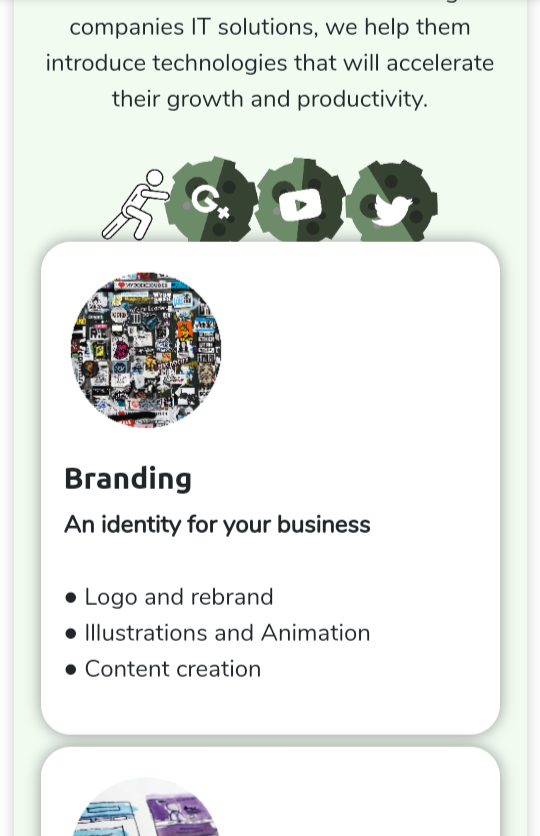 companies IT solutions, we help them
introduce technologies that will accelerate
their growth and productivity.
Branding
An identity for your business
● Logo and rebrand
● Illustrations and Animation
● Content creation